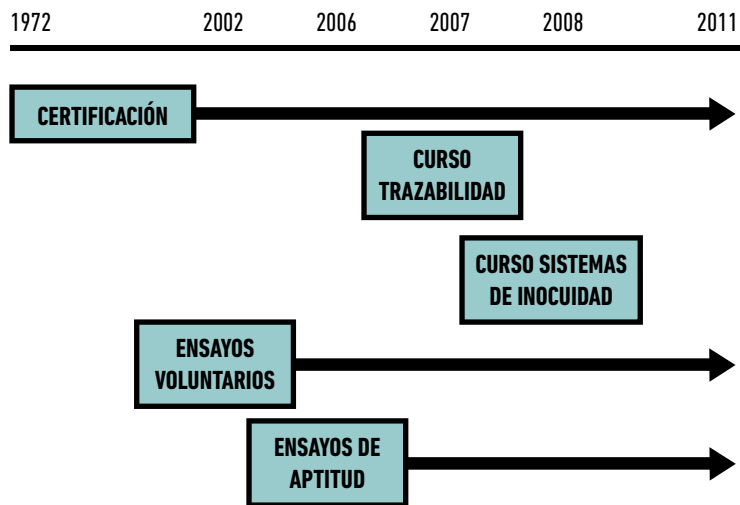 1972 2002 2006 2007 2008 2011
CERTIFICACIÓN
CURSO
TRAZABILIDAD
CURSO SISTEMAS
DE INOCUIDAD
ENSAYOS
VOLUNTARIOS
ENSAYOS DE
APTITUD